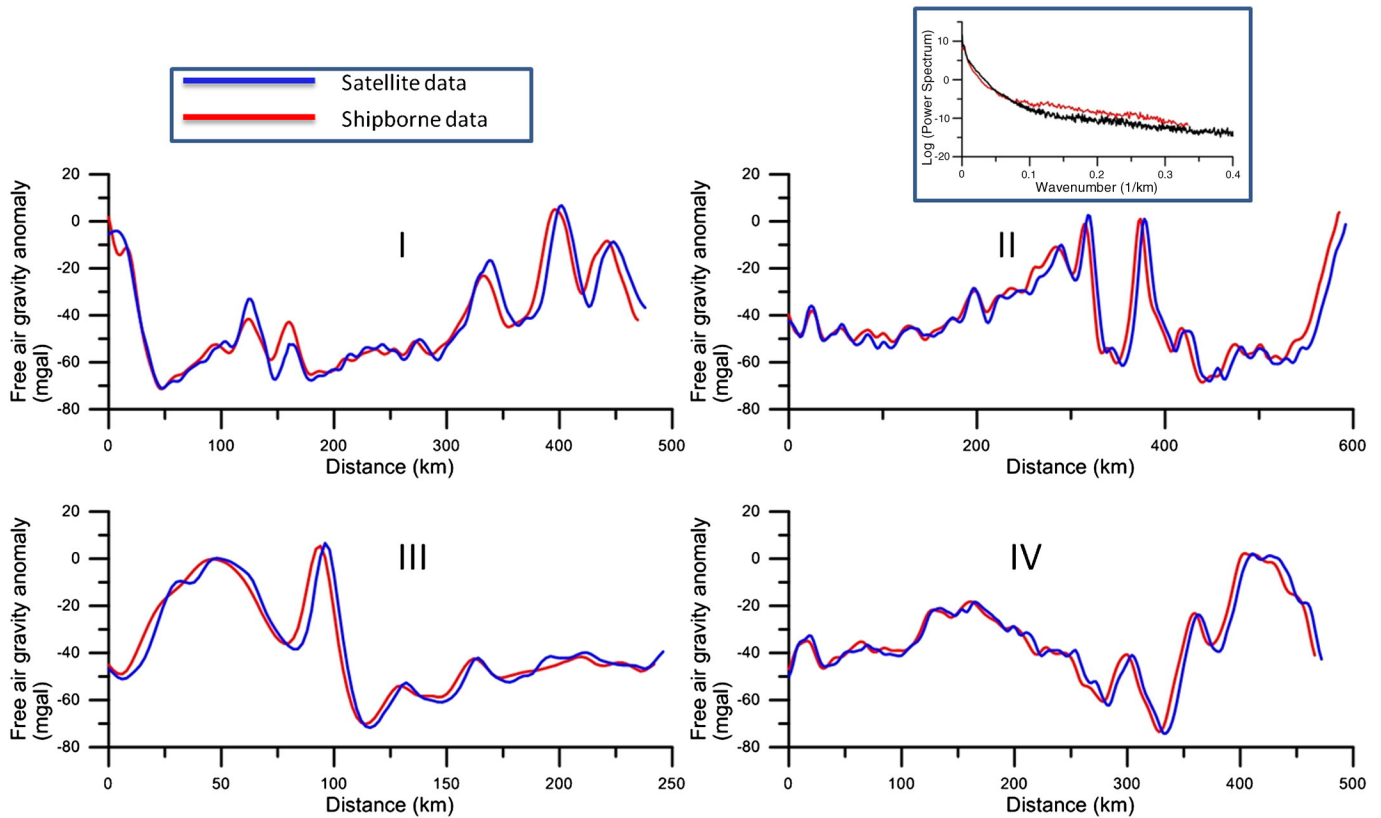 Satellite data
Shipborne data
10
0
-10
-20
Log (Power Spectrum)
0 0.1 0.2 0.3 0.4
Wavenumber (1/km)
20
0
-20
-40
-60
-80
Free air gravity anomaly
(mgal)
I
0 100 200 300 400 500
Distance (km)
20
0
-20
-40
-60
-80
Free air gravity anomaly
(mgal)
II
0 200 400 600
Distance (km)
20
0
-20
-40
-60
-80
Free air gravity anomaly
(mgal)
III
0 50 100 150 200 250
Distance (km)
20
0
-20
-40
-60
-80
Free air gravity anomaly
(mgal)
IV
0 100 200 300 400 500
Distance (km)